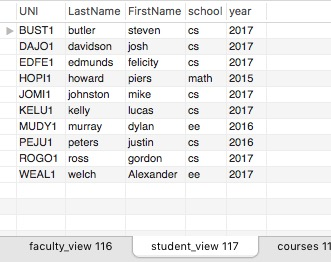 UNI LastName FirstName school year
BUST1 butler steven cs 2017
DAJO1 davidson josh cs 2017
EDFE1 edmunds felicity cs 2017
HOPI1 howard piers math 2015
JOMI1 johnston mike cs 2017
KELU1 kelly lucas cs 2017
MUDY1 murray dylan ee 2016
PEJU1 peters justin cs 2016
ROGO1 ross gordon cs 2017
WEAL1 welch Alexander ee 2017
faculty_view 116 student_view 117 courses 11